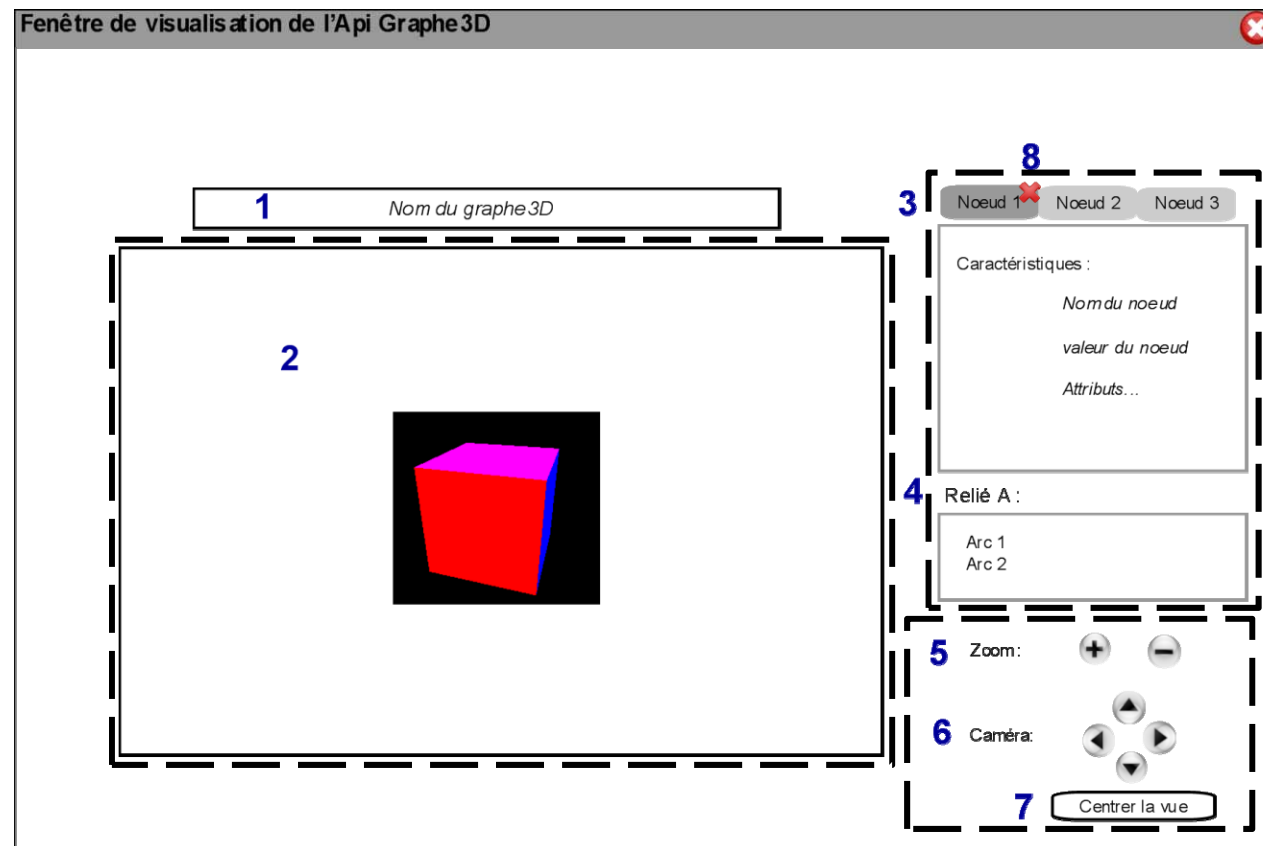 Fenêtre de visualisation de l'Api Graphe3D
8
1 Nom du graphe3D
3 Noeud 1 Noeud 2 Noeud 3
Caractéristiques :
Nom du noeud
2
valeur du noeud
Attributs...
4 Relié A :
Arc 1
Arc 2
5 Zoom :
6 Caméra:
7 Centrer la vue